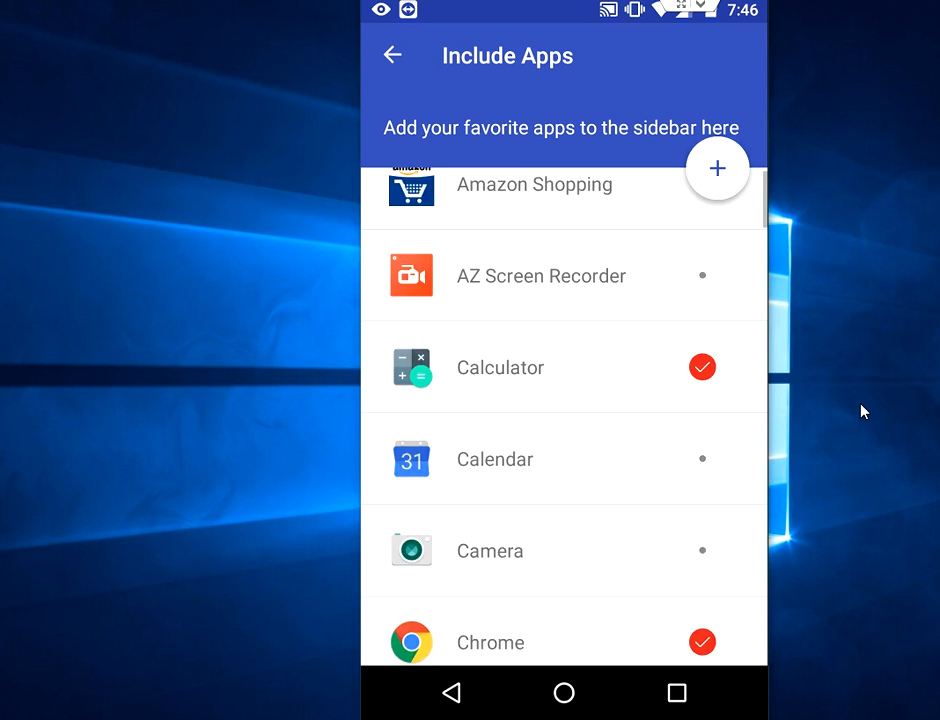 7:46
Include Apps
Add your favorite apps to the sidebar here
Amazon Shopping
AZ Screen Recorder
Calculator
31 Calendar
Camera
Chrome